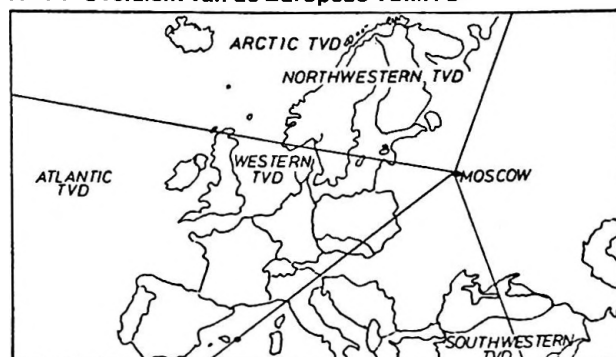 ARCTIC TVD
NORTHWESTERN TVD
ATLANTIC
TVD
WESTERN
TVD
MOSCOW
SOUTHWESTERN
TVD